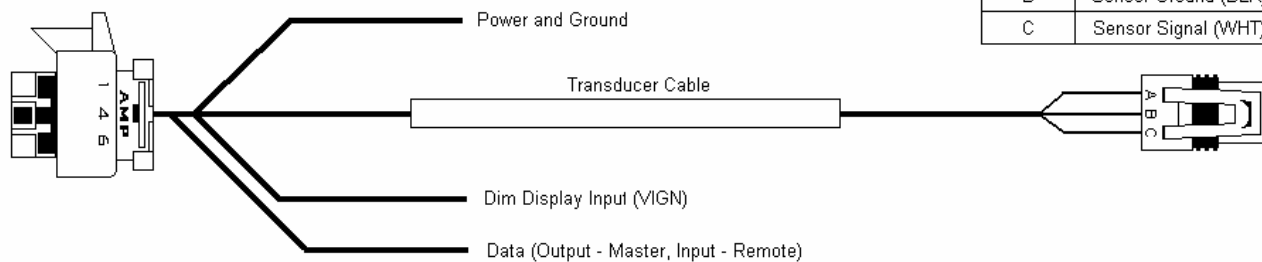 Power and Ground
C Sensor Signal (WHT)
Transducer Cable
1
4
6
AMP
A
B
C
Dim Display Input (VIGN)
Data (Output - Master, Input - Remote)